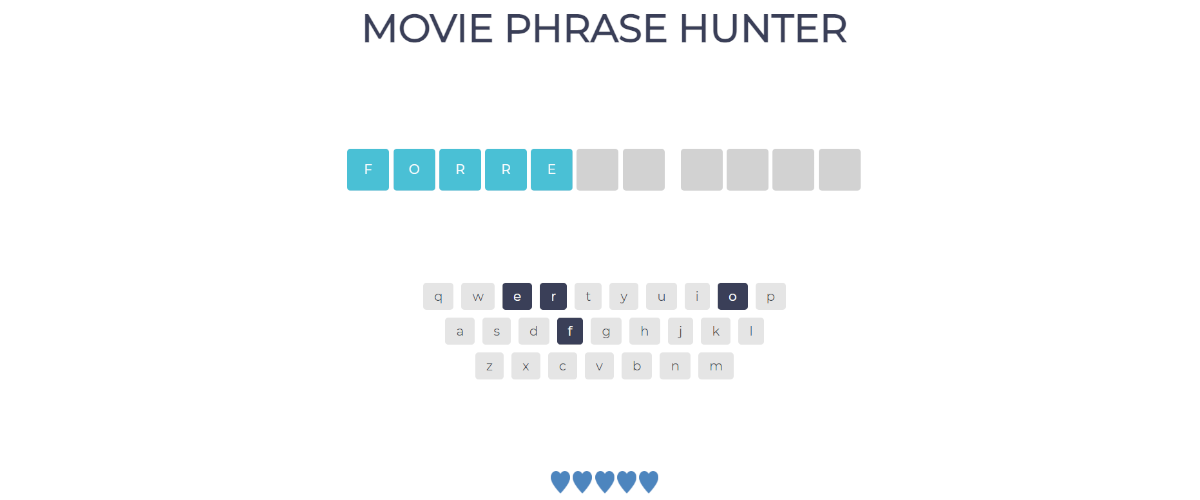 MOVIE PHRASE HUNTER
F O R R E
q w e r t y u i o p
a s d f g h j k l
z x c v b n m